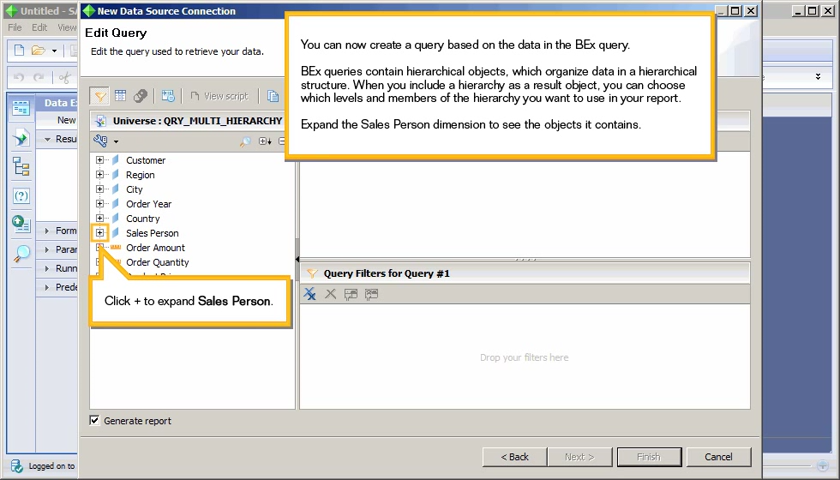 Untitled - SA
New Data Source Connection
File Edit View
Edit Query
Edit the query used to retrieve your data.
You can now create a query based on the data in the BEx query.
BEx queries contain hierarchical objects, which organize data in a hierarchical
structure. When you include a hierarchy as a result object, you can choose
which levels and members of the hierarchy you want to use in your report.
Expand the Sales Person dimension to see the objects it contains.
View script
Data Ex
New
Resu
Form
Para
Runn
Prede
Universe : QRY_MULTI_HIERARCHY
Customer
Region
City
Order Year
Country
Sales Person
Order Amount
Order Quantity
Click + to expand Sales Person.
Query Filters for Query #1
Drop your filters here
Generate report
< Back
Next >
Finish
Cancel
Logged on to